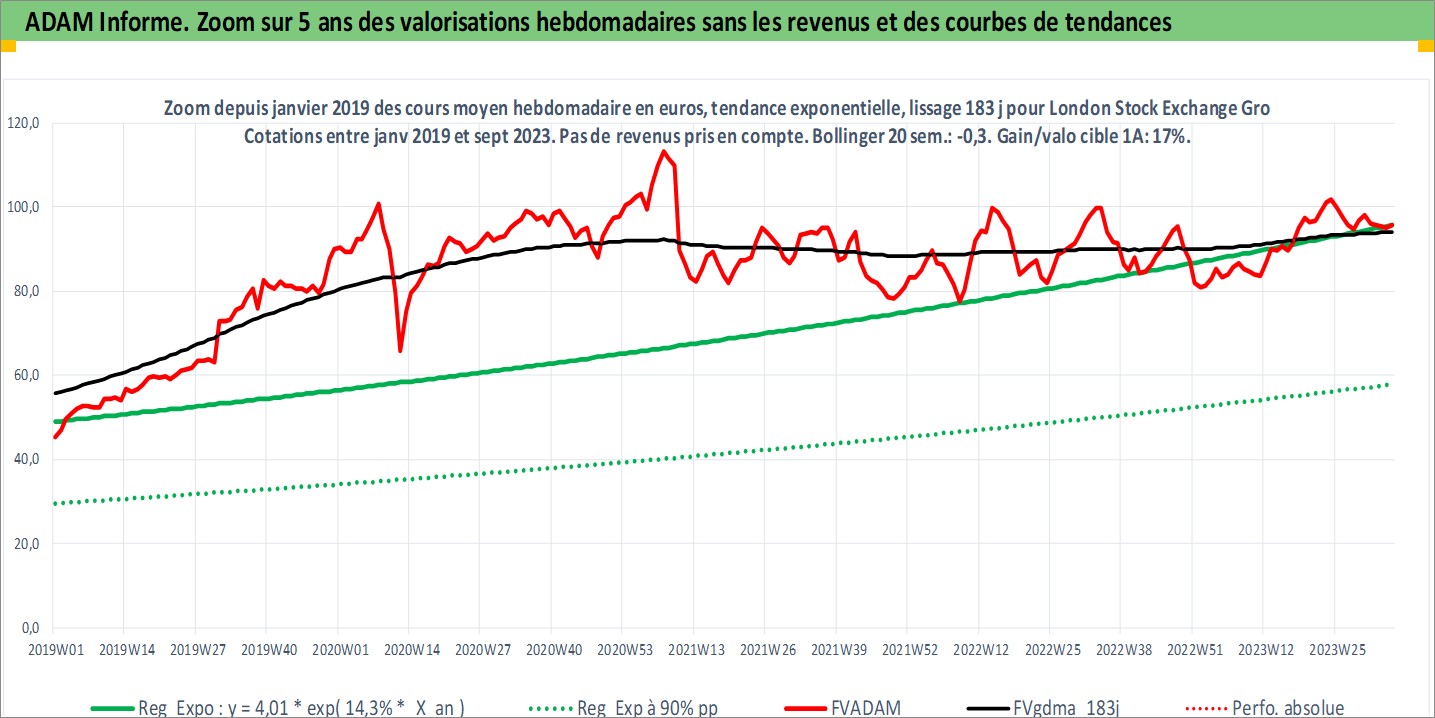 ADAM Informe. Zoom sur 5 ans des valorisations hebdomadaires sans les revenus et des courbes de tendances
Zoom depuis janvier 2019 des cours moyen hebdomadaire en euros, tendance exponentielle, lissage 183 j pour London Stock Exchange Gro
Cotations entre janv 2019 et sept 2023. Pas de revenus pris en compte. Bollinger 20 sem.: -0,3. Gain/valo cible 1A: 17%.
120,0
100,0
80,0
60,0
40,0
20,0
0,0
2019W01 2019W14 2019W27 2019W40 2020W01 2020W14 2020W27 2020W40 2020W53 2021W13 2021W26 2021W39 2021W52 2022W12 2022W25 2022W38 2022W51 2023W12 2023W25
Reg Expo : y = 4,01 * exp( 14,3% * X an ) Reg Exp à 90% pp FVADAM FVgdma 183j Perfo. absolue